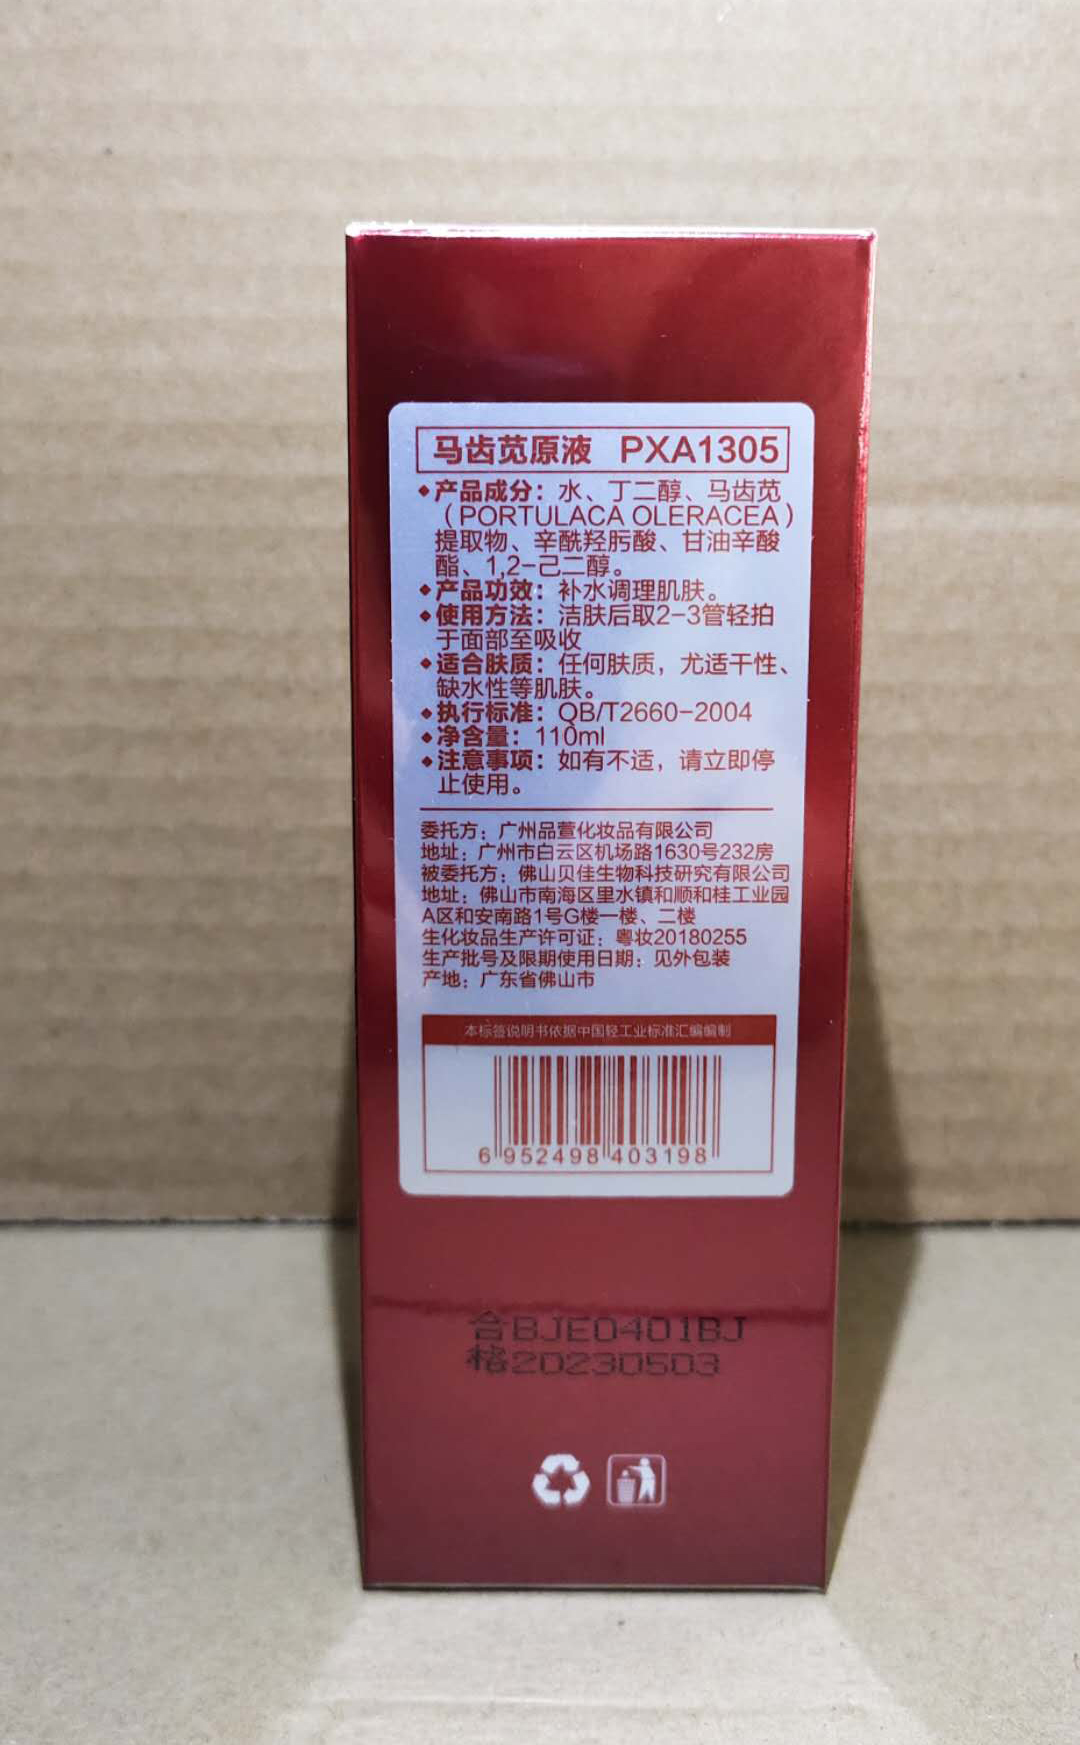 马齿苋原液 PXA1305
产品成分：水、丁二醇、马齿苋
（PORTULACA OLERACEA）
提取物、辛酰羟肟酸、甘油辛酸
酯、1,2-己二醇。
产品功效：补水调理肌肤。
使用方法：洁肤后取2-3管轻拍
于面部至吸收
适合肤质：任何肤质，尤适干性、
缺水性等肌肤。
执行标准：QB/T2660-2004
净含量：110ml
注意事项：如有不适，请立即停
止使用。
委托方：广州品萱化妆品有限公司
地址：广州市白云区机场路1630号232房
被委托方：佛山贝佳生物科技研究有限公司
地址：佛山市南海区里水镇和顺和桂工业园
A区和安南路1号G楼一楼、二楼
生化妆品生产许可证：粤妆20180255
生产批号及限期使用日期：见外包装
产地：广东省佛山市
本标签说明书依据中国轻工业标准汇编编制
6 952498 403198
合BJE0401BJ
格20230503